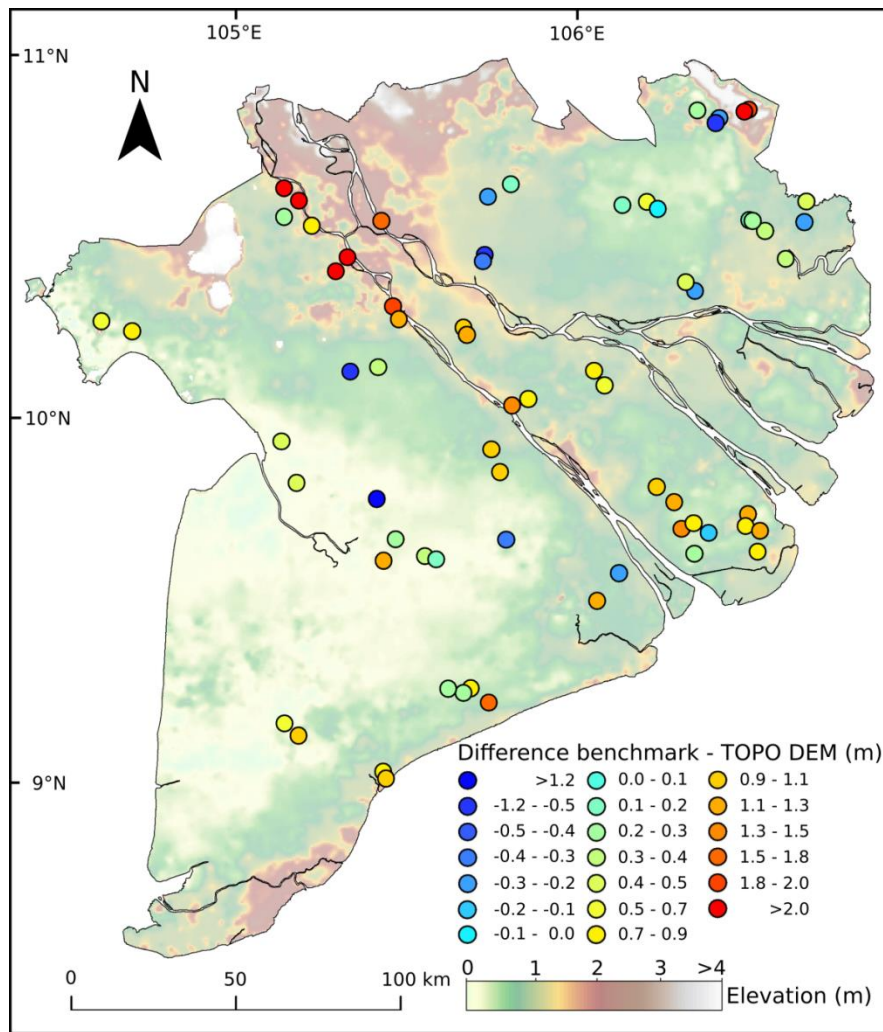 105°E 106°E
11°N
N
10°N
9°N
Difference benchmark - TOPO DEM (m)
>1.2 0.0 - 0.1 0.9 - 1.1
-1.2 - -0.5 0.1 - 0.2 1.1 - 1.3
-0.5 - -0.4 0.2 - 0.3 1.3 - 1.5
-0.4 - -0.3 0.3 - 0.4 1.5 - 1.8
-0.3 - -0.2 0.4 - 0.5 1.8 - 2.0
-0.2 - -0.1 0.5 - 0.7 >2.0
-0.1 - 0.0 0.7 - 0.9
0 50 100 km
0 1 2 3 >4
Elevation (m)